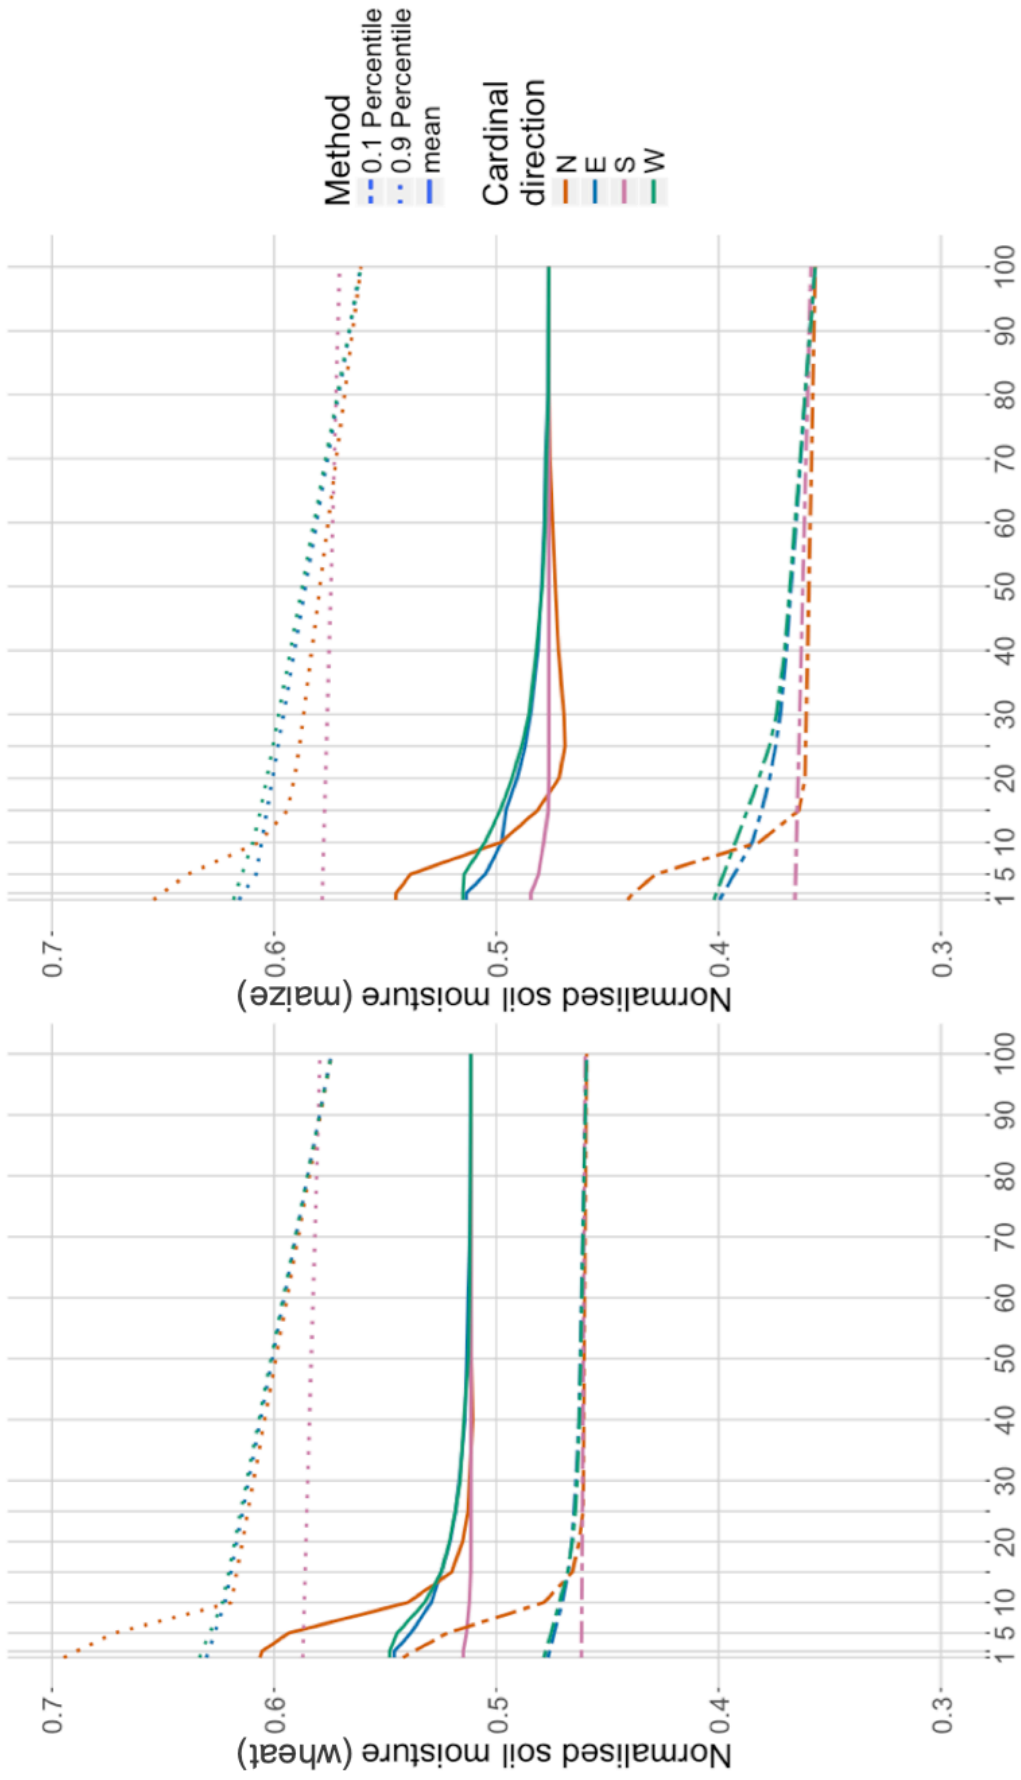 Normalised soil moisture (wheat)
0.7
0.6
0.5
0.4
0.3
1 5 10 20 30 40 50 60 70 80 90 100
Normalised soil moisture (maize)
0.7
0.6
0.5
0.4
0.3
1 5 10 20 30 40 50 60 70 80 90 100
Method
0.1 Percentile
0.9 Percentile
mean
Cardinal
direction
N
E
S
W